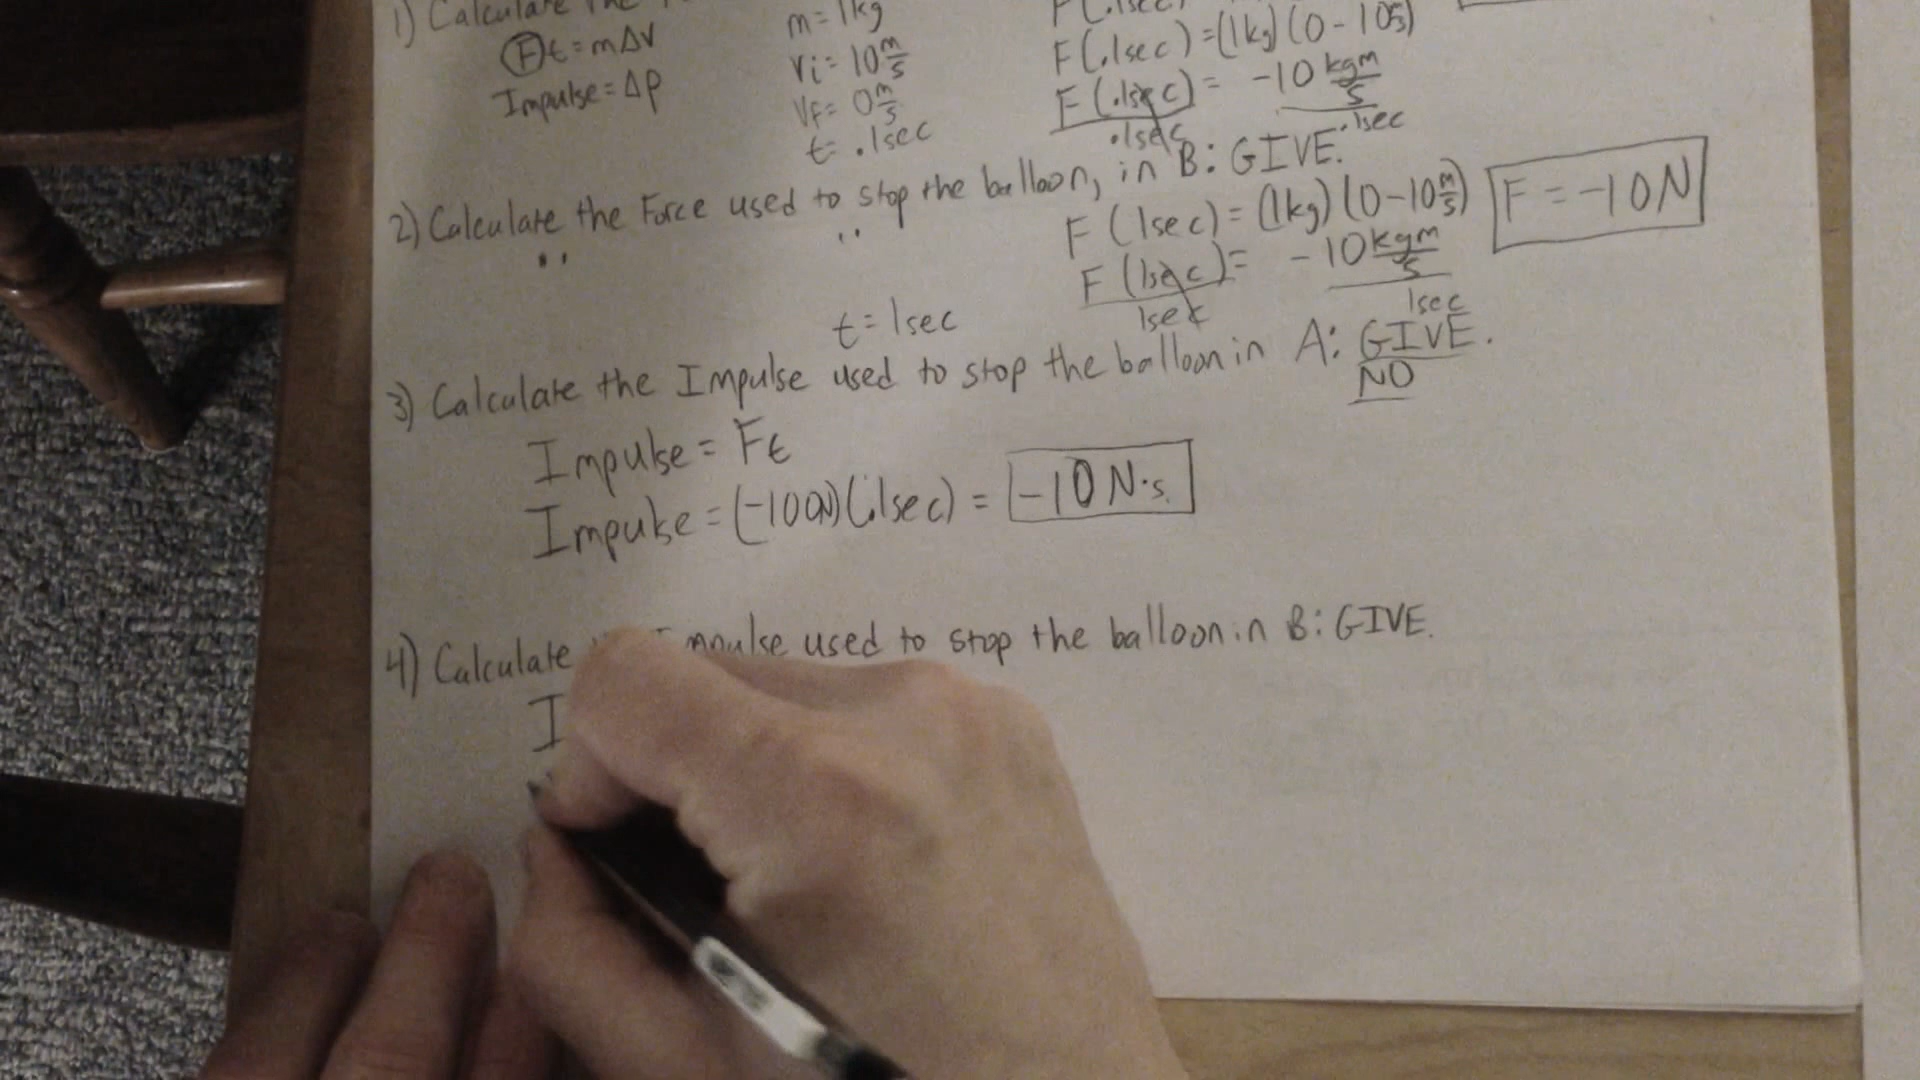 1) Calculate the
Ft = mΔV
Impulse = Δp
m = 1kg
Vi = 10 m/s
VF = 0 m/s
t = .1sec
F(.1sec) = (1kg)(0 - 10 m/s)
F(.1sec) = -10 kgm/s
.1sec .1sec
2) Calculate the Force used to stop the balloon, in B: GIVE.
" "
t = 1sec
F(1sec) = (1kg)(0-10 m/s)
F = -10N
F(1sec) = -10 kgm/s
1sec 1sec
3) Calculate the Impulse used to stop the balloon in A: NO GIVE.
Impulse = Ft
Impulse = (-100N)(.1sec) = -10 N·s
4) Calculate Impulse used to stop the balloon in B: GIVE.
I